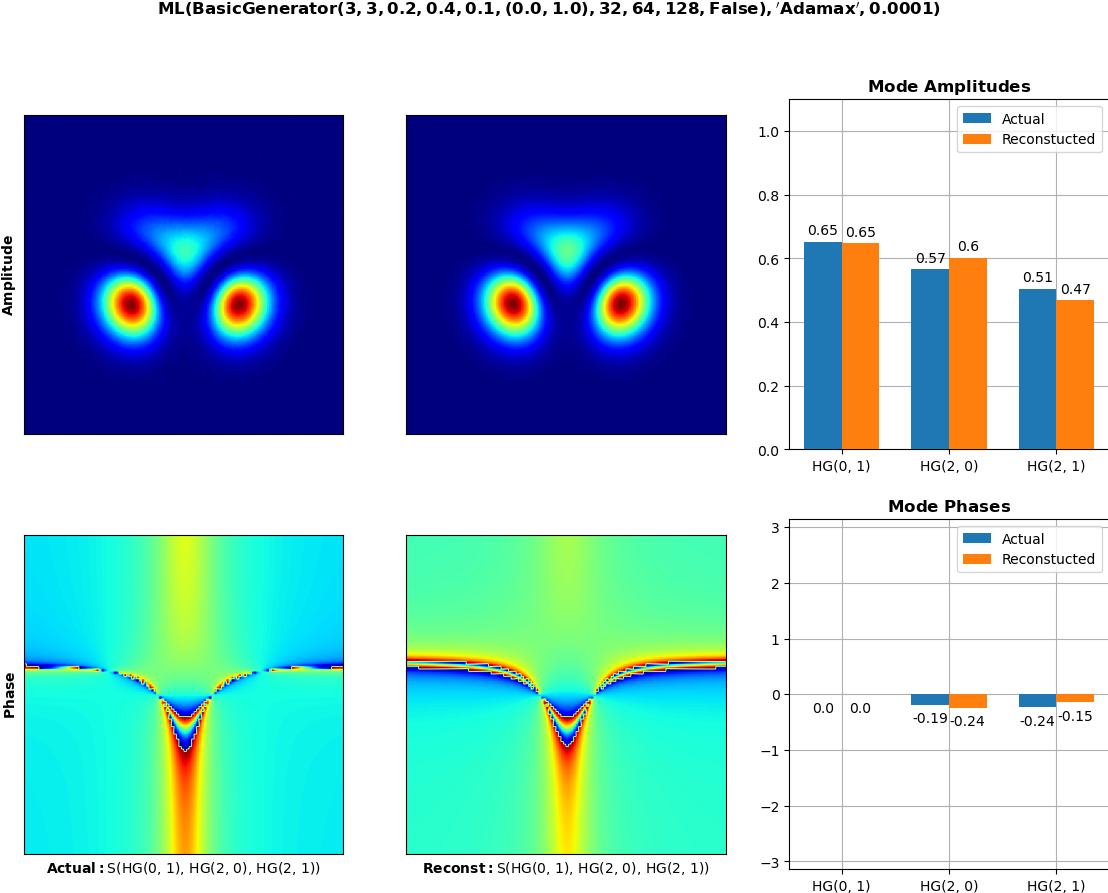 ML(BasicGenerator(3, 3, 0.2, 0.4, 0.1, (0.0, 1.0), 32, 64, 128, False), ′Adamax′, 0.0001)
Amplitude
Mode Amplitudes
Actual
Reconstucted
1.0
0.8
0.6
0.4
0.2
0.0
0.65 0.65
0.57 0.6
0.51 0.47
HG(0, 1) HG(2, 0) HG(2, 1)
Phase
Actual: S(HG(0, 1), HG(2, 0), HG(2, 1))
Reconst: S(HG(0, 1), HG(2, 0), HG(2, 1))
Mode Phases
Actual
Reconstucted
3
2
1
0
−1
−2
−3
0.0 0.0
-0.19 -0.24
-0.24 -0.15
HG(0, 1) HG(2, 0) HG(2, 1)